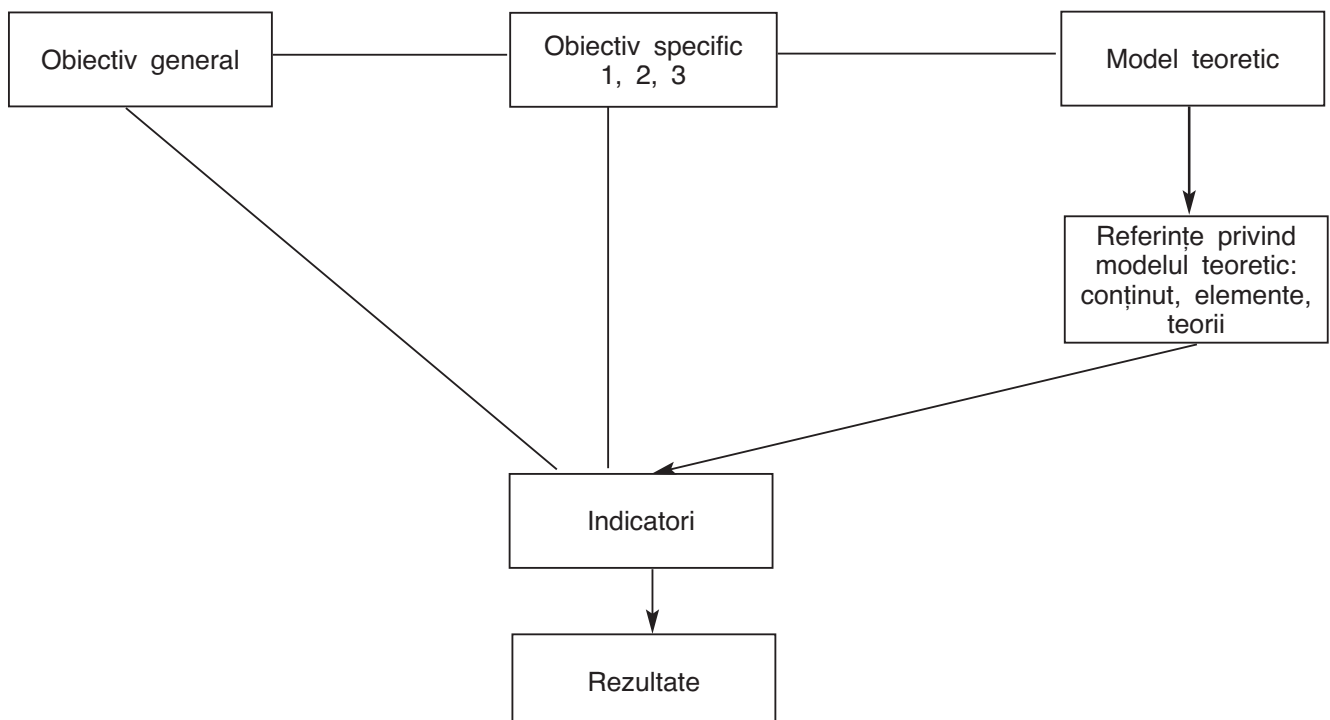 Obiectiv general
Obiectiv specific
1, 2, 3
Model teoretic
Referințe privind
modelul teoretic:
conținut, elemente,
teorii
Indicatori
Rezultate